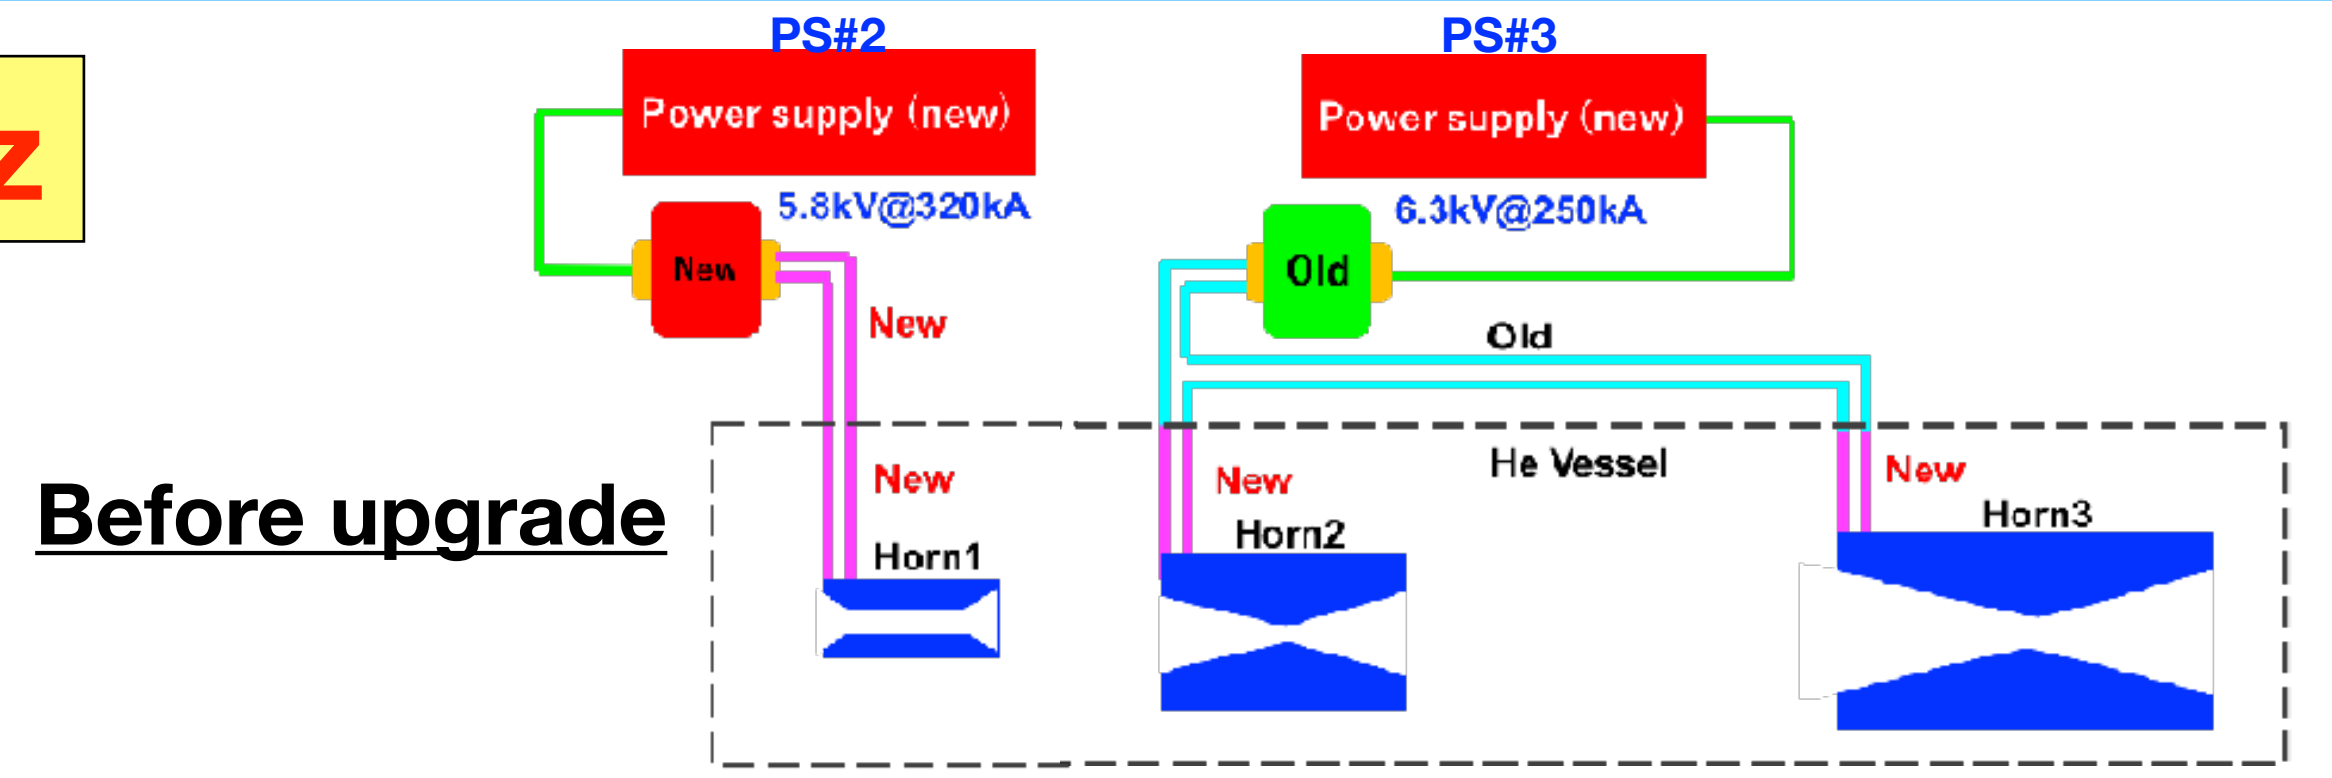 PS#2
PS#3
z
Power supply (new)
Power supply (new)
5.8kV@320kA
6.3kV@250kA
New
Old
New
Old
He Vessel
New
New
New
Before upgrade
Horn1
Horn2
Horn3